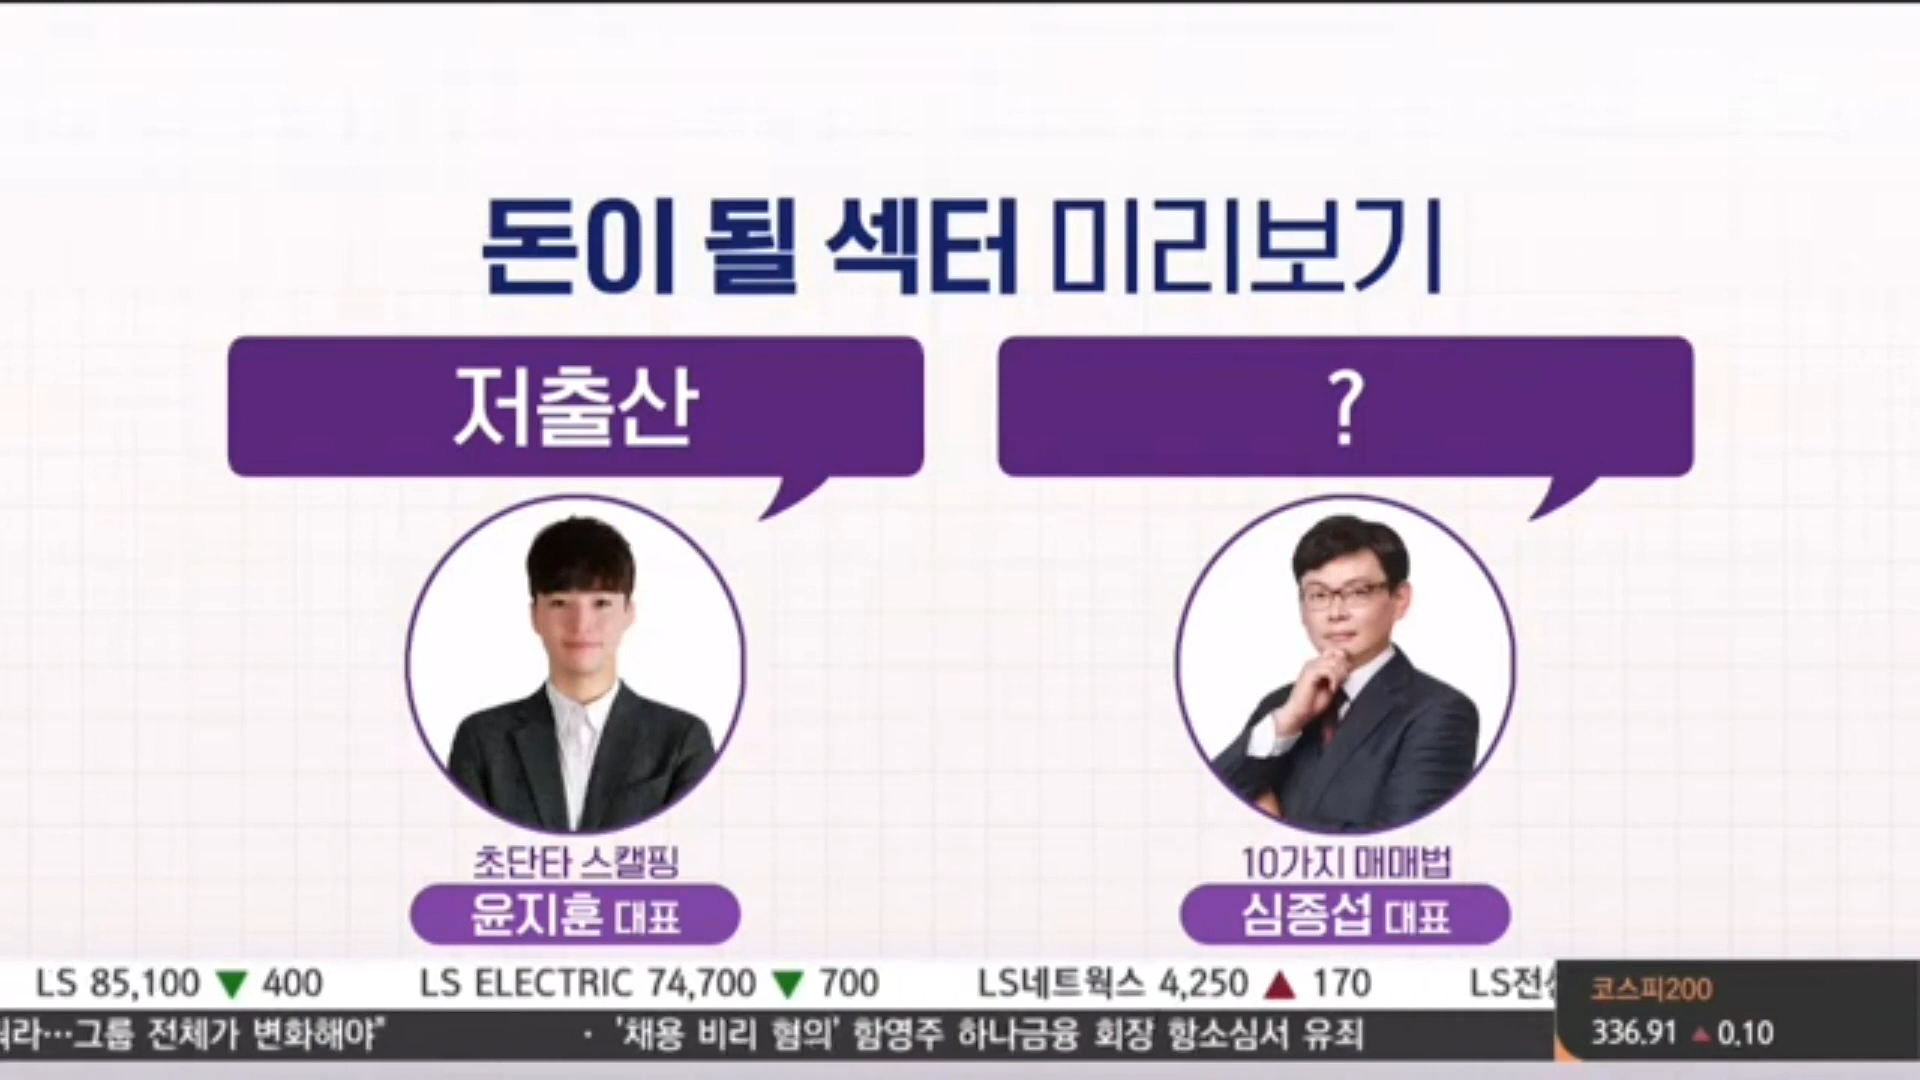 돈이 될 섹터 미리보기
저출산
?
초단타 스캘핑
윤지훈 대표
10가지 매매법
심종섭 대표
LS 85,100 ▼ 400 LS ELECTRIC 74,700 ▼ 700 LS네트웍스 4,250 ▲ 170 LS전
코스피200
336.91 ▲ 0.10
그룹 전체가 변화해야" · '채용 비리 혐의' 함영주 하나금융 회장 항소심서 유죄